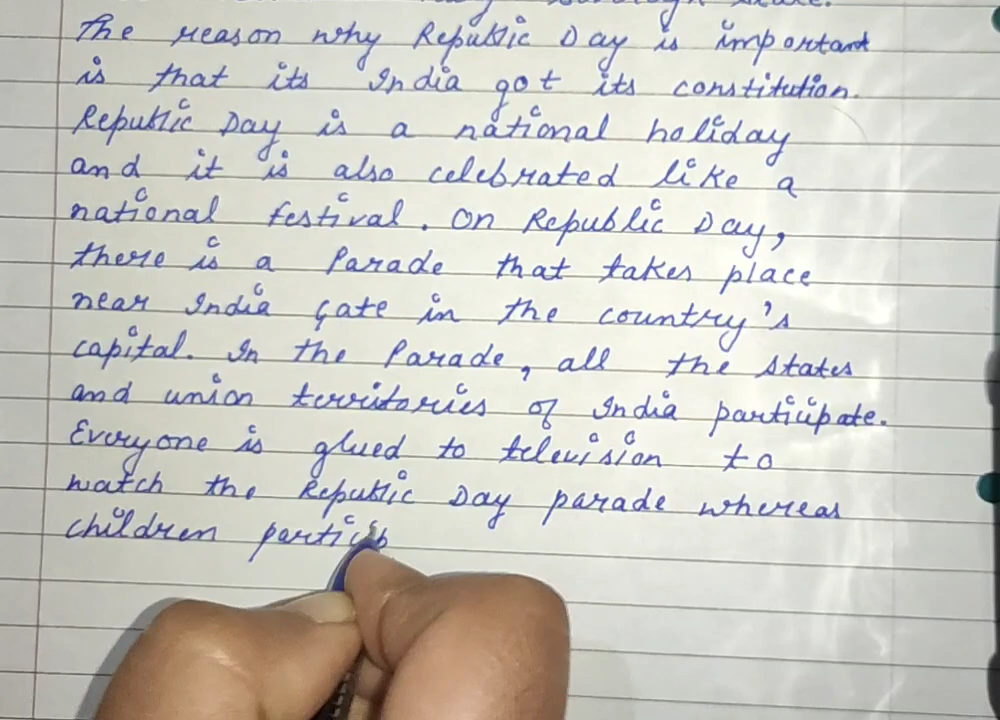 The reason why Republic Day is important
is that its India got its constitution.
Republic Day is a national holiday
and it is also celebrated like a
national festival. On Republic Day,
there is a Parade that takes place
near India Gate in the country's
capital. In the Parade, all the states
and union territories of India participate.
Everyone is glued to television to
watch the Republic Day parade whereas
children particip